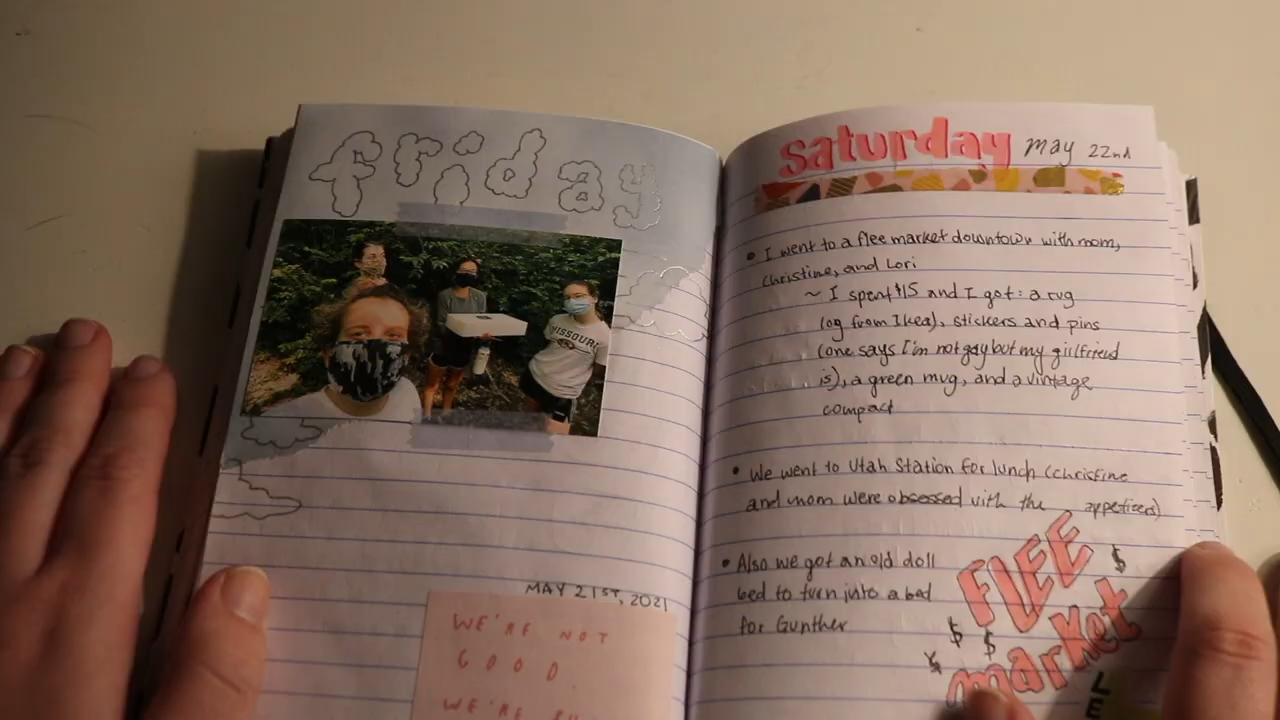 friday
MISSOURI
MAY 21ST, 2021
WE'RE NOT
GOOD,
WE'RE
saturday may 22nd
• I went to a flee market downtown with mom,
Christine, and Lori
~ I spent $15 and I got: a rug
(og from Ikea), stickers and pins
(one says I'm not gay but my girlfriend
is), a green mug, and a vintage
compact
• We went to Utah Station for lunch (christine
and mom were obsessed with the appetizers)
• Also we got an old doll
bed to turn into a bed
for Gunther
FLEE
market
$
$ $